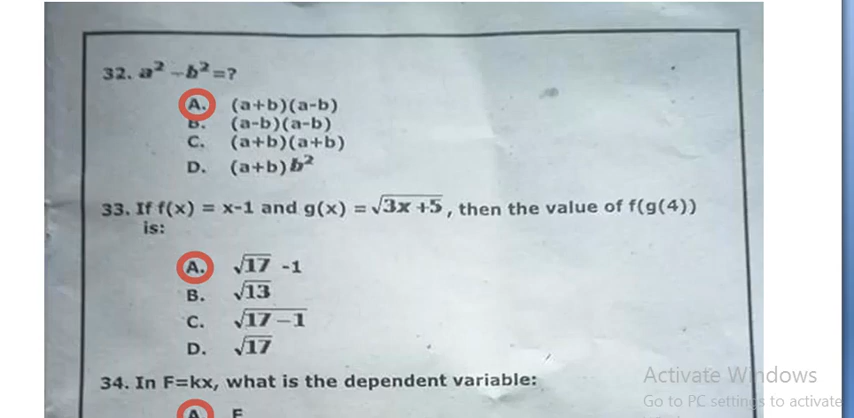 32. a² -b²=?
A. (a+b)(a-b)
B. (a-b)(a-b)
C. (a+b)(a+b)
D. (a+b)b²
33. If f(x) = x-1 and g(x) = √3x +5, then the value of f(g(4))
is:
A. √17 -1
B. √13
C. √17-1
D. √17
34. In F=kx, what is the dependent variable:
A F
Activate Windows
Go to PC settings to activate